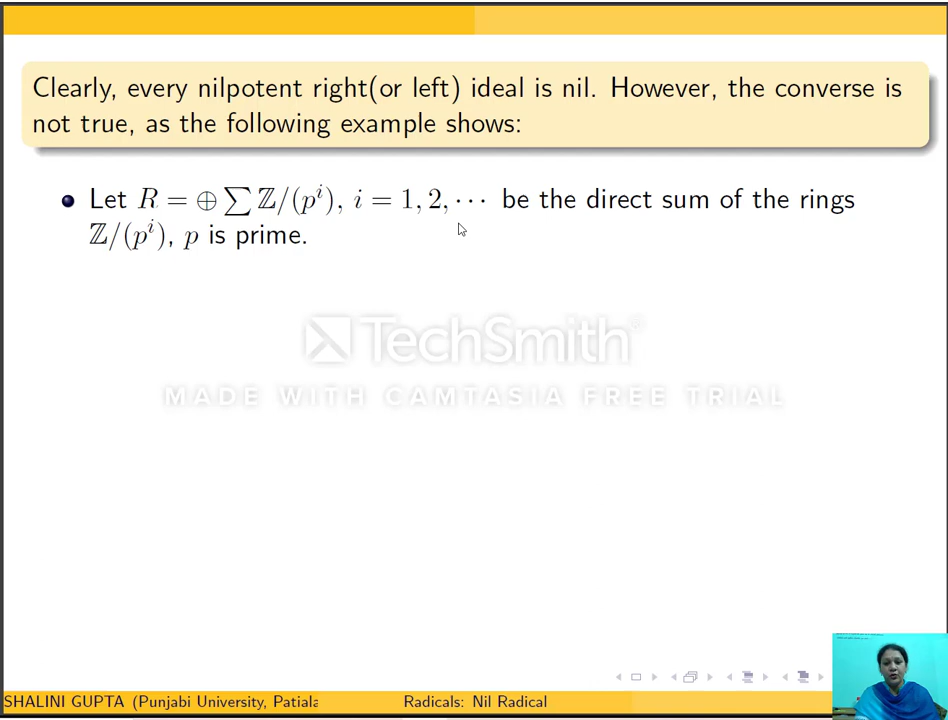 Clearly, every nilpotent right(or left) ideal is nil. However, the converse is
not true, as the following example shows:
Let R = ⊕ ∑ ℤ/(pⁱ), i = 1, 2, ⋯ be the direct sum of the rings
ℤ/(pⁱ), p is prime.
TechSmith®
MADE WITH CAMTASIA FREE TRIAL
SHALINI GUPTA (Punjabi University, Patiala
Radicals: Nil Radical